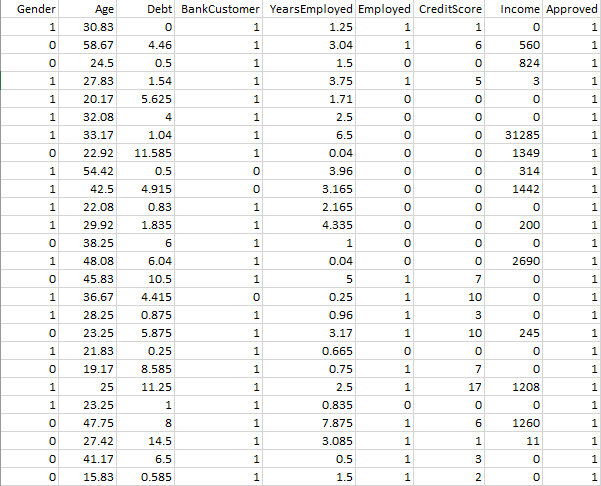 Gender Age Debt BankCustomer YearsEmployed Employed CreditScore Income Approved
1 30.83 0 1 1.25 1 1 0 1
0 58.67 4.46 1 3.04 1 6 560 1
0 24.5 0.5 1 1.5 0 0 824 1
1 27.83 1.54 1 3.75 1 5 3 1
1 20.17 5.625 1 1.71 0 0 0 1
1 32.08 4 1 2.5 0 0 0 1
1 33.17 1.04 1 6.5 0 0 31285 1
0 22.92 11.585 1 0.04 0 0 1349 1
1 54.42 0.5 0 3.96 0 0 314 1
1 42.5 4.915 0 3.165 0 0 1442 1
1 22.08 0.83 1 2.165 0 0 0 1
1 29.92 1.835 1 4.335 0 0 200 1
0 38.25 6 1 1 0 0 0 1
1 48.08 6.04 1 0.04 0 0 2690 1
0 45.83 10.5 1 5 1 7 0 1
1 36.67 4.415 0 0.25 1 10 0 1
1 28.25 0.875 1 0.96 1 3 0 1
0 23.25 5.875 1 3.17 1 10 245 1
1 21.83 0.25 1 0.665 0 0 0 1
0 19.17 8.585 1 0.75 1 7 0 1
1 25 11.25 1 2.5 1 17 1208 1
1 23.25 1 1 0.835 0 0 0 1
0 47.75 8 1 7.875 1 6 1260 1
0 27.42 14.5 1 3.085 1 1 11 1
0 41.17 6.5 1 0.5 1 3 0 1
0 15.83 0.585 1 1.5 1 2 0 1